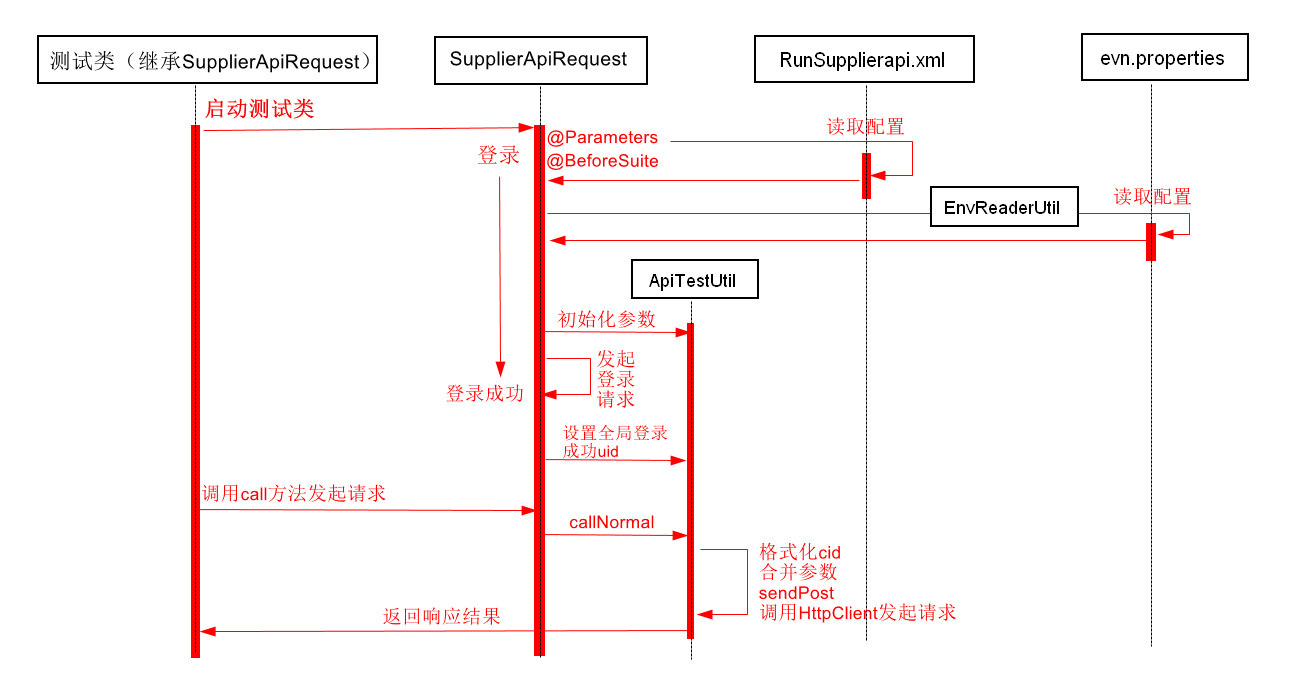 测试类（继承SupplierApiRequest）
SupplierApiRequest
RunSupplierapi.xml
evn.properties
启动测试类
读取配置
@Parameters
登录
@BeforeSuite
读取配置
EnvReaderUtil
ApiTestUtil
初始化参数
发起
登录
请求
登录成功
设置全局登录
成功uid
调用call方法发起请求
callNormal
格式化cid
合并参数
sendPost
调用HttpClient发起请求
返回响应结果